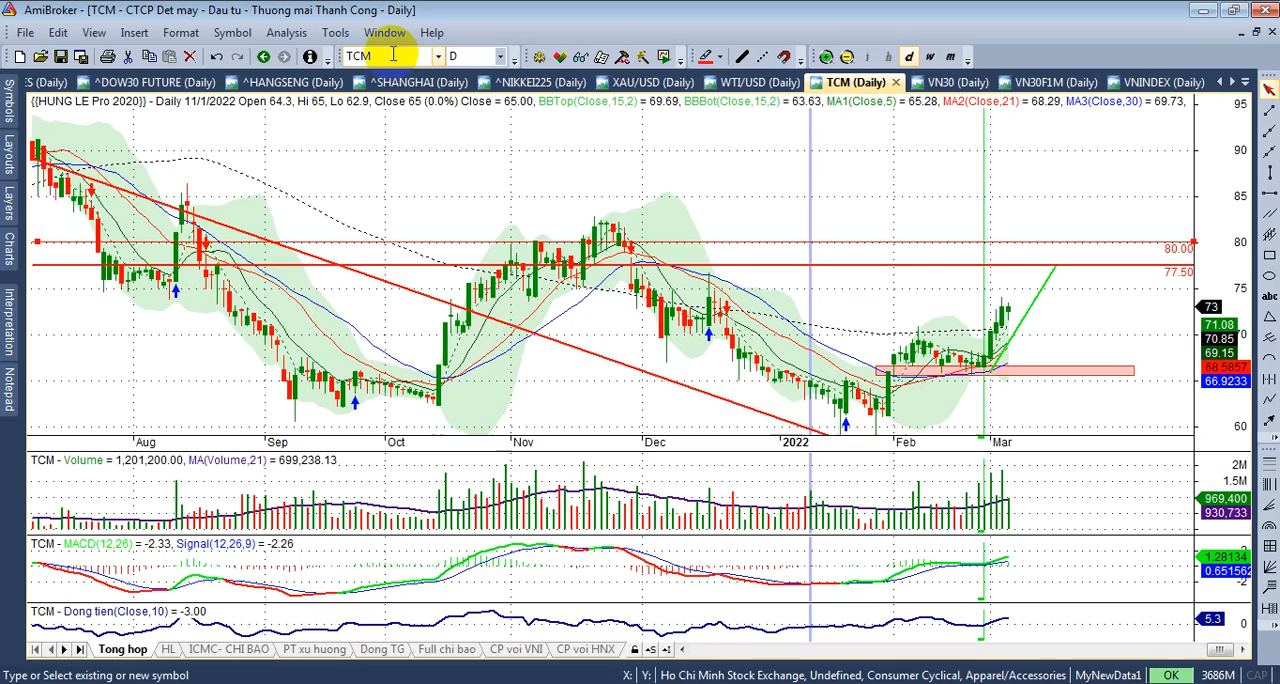 AmiBroker - [TCM - CTCP Det may - Dau tu - Thuong mai Thanh Cong - Daily]
File Edit View Insert Format Symbol Analysis Tools Window Help
TCM D
i h d w m
:S (Daily) ^DOW30 FUTURE (Daily) ^HANGSENG (Daily) ^SHANGHAI (Daily) ^NIKKEI225 (Daily) XAU/USD (Daily) WTI/USD (Daily) TCM (Daily) VN30 (Daily) VN30F1M (Daily) VNINDEX (Daily)
Symbols
Layouts
Layers
Charts
Interpretation
Notepad
{{HUNG LE Pro 2020}} - Daily 11/1/2022 Open 64.3, Hi 65, Lo 62.9, Close 65 (0.0%) Close = 65.00, BBTop(Close,15,2) = 69.69, BBBot(Close,15,2) = 63.63, MA1(Close,5) = 65.28, MA2(Close,21) = 68.29, MA3(Close,30) = 69.73,
95
90
85
80
80.00
77.50
75
73
71.08
70.85
69.15
68.5857
66.9233
60
Aug Sep Oct Nov Dec 2022 Feb Mar
TCM - Volume = 1,201,200.00, MA(Volume,21) = 699,238.13
2M
1.5M
969,400
930,733
TCM - MACD(12,26) = -2.33, Signal(12,26,9) = -2.26
1.28134
0.651562
-2
TCM - Dong tien(Close,10) = -3.00
5.3
0
Tong hop HL ICMC- CHI BAO PT xu huong Dong TG Full chi bao CP voi VNI CP voi HNX
abc
Type or Select existing or new symbol X: Y: Ho Chi Minh Stock Exchange, Undefined, Consumer Cyclical, Apparel/Accessories MyNewData1 OK 3686M CAP